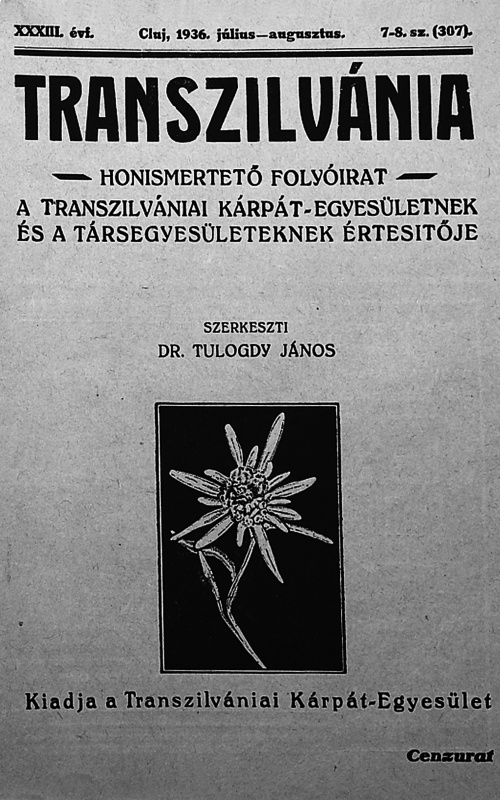 XXXIII. évf. Cluj, 1936. július—augusztus. 7-8. sz. (307).
TRANSZILVÁNIA
HONISMERTETŐ FOLYÓIRAT
A TRANSZILVÁNIAI KÁRPÁT-EGYESÜLETNEK
ÉS A TÁRSEGYESÜLETEKNEK ÉRTESITŐJE
SZERKESZTI
DR. TULOGDY JÁNOS
Kiadja a Transzilvániai Kárpát-Egyesület
Cenzurat